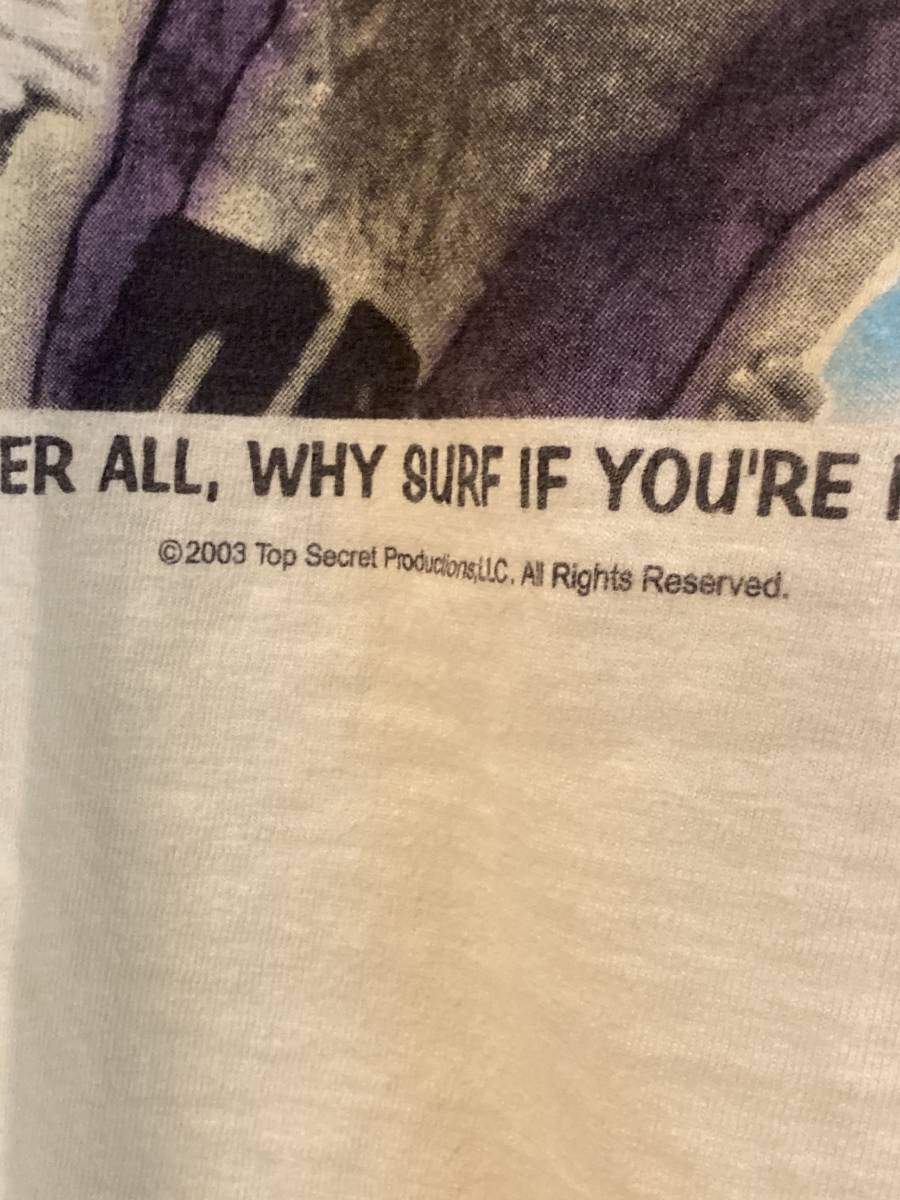 ER ALL, WHY SURF IF YOU'RE
©2003 Top Secret Productions,LLC. All Rights Reserved.